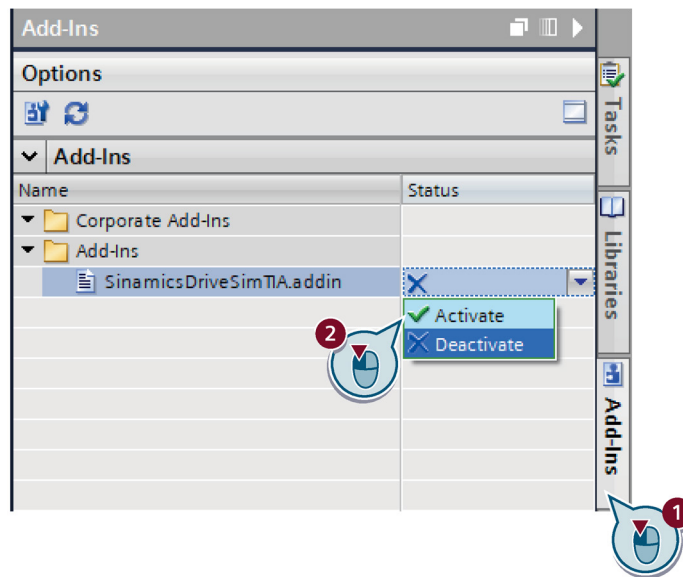 Add-Ins
Options
Add-Ins
Name Status
Corporate Add-Ins
Add-Ins
SinamicsDriveSimTIA.addin
Activate
Deactivate
2
Tasks
Libraries
Add-Ins
1